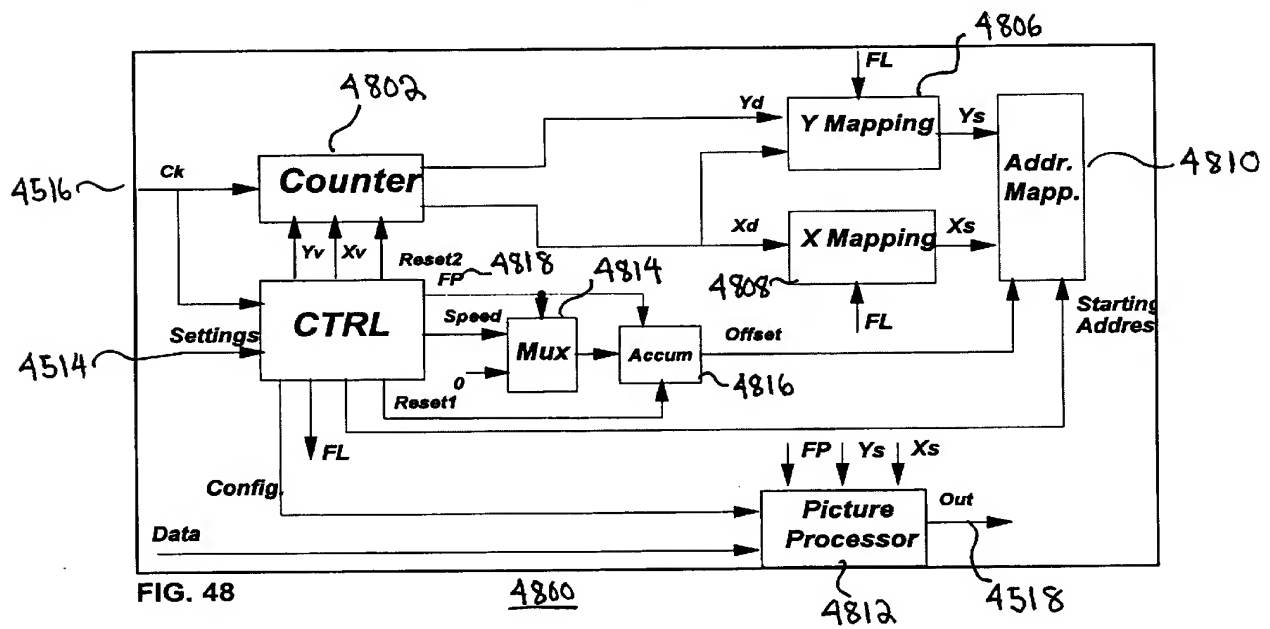 4806
FL
4802
Yd
Y Mapping
Ys
Ck
4516
Counter
Addr.
Mapp.
4810
Xd
X Mapping
Xs
Yv
Xv
Reset2
FP
4818
4814
4808
CTRL
Speed
Starting
Addres
Settings
Mux
Accum
Offset
FL
4514
0
4816
Reset1
FL
FP
Ys
Xs
Config.
Picture
Processor
Out
Data
FIG. 48
4800
4812
4518